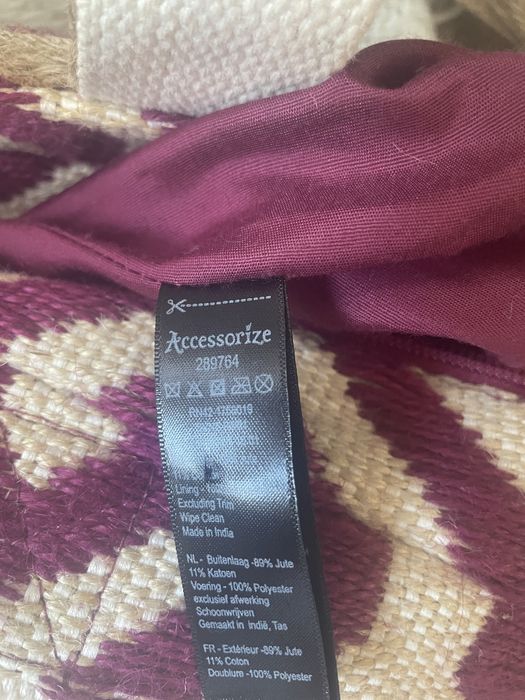 Accessorize
289764
Lining -
Excluding Trim
Wipe Clean
Made in India
NL - Buitenlaag -89% Jute
11% Katoen
Voering - 100% Polyester
exclusief afwerking
Schoonwrijven
Gemaakt in indië, Tas
FR - Extérieur -89% Jute
11% Coton
Doublure -100% Polyester